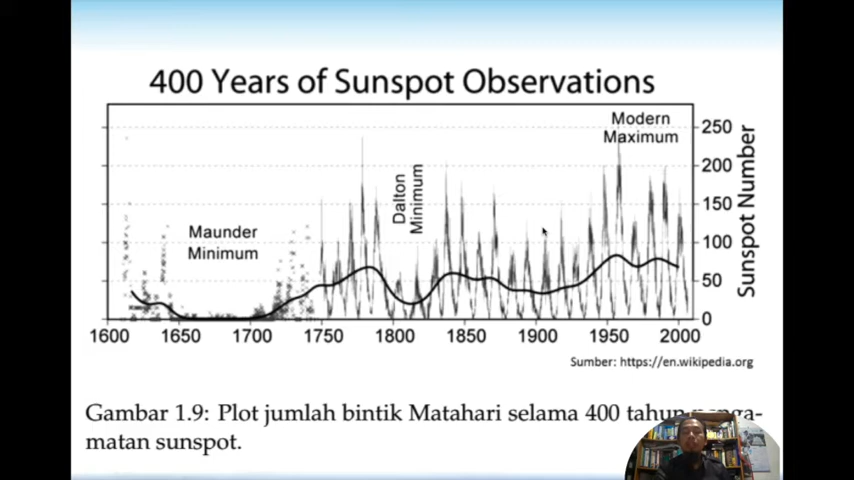 400 Years of Sunspot Observations
Modern
Maximum
250
200
150
100
50
0
Sunspot Number
Dalton
Minimum
Maunder
Minimum
1600 1650 1700 1750 1800 1850 1900 1950 2000
Sumber: https://en.wikipedia.org
Gambar 1.9: Plot jumlah bintik Matahari selama 400 tahun
matan sunspot.